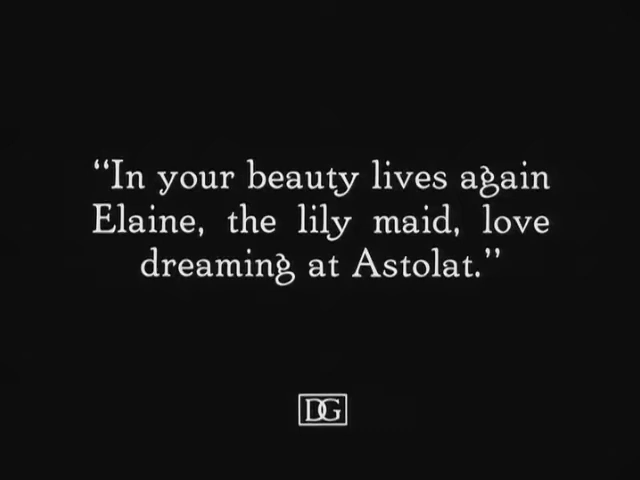 “In your beauty lives again
Elaine, the lily maid, love
dreaming at Astolat.”
DG